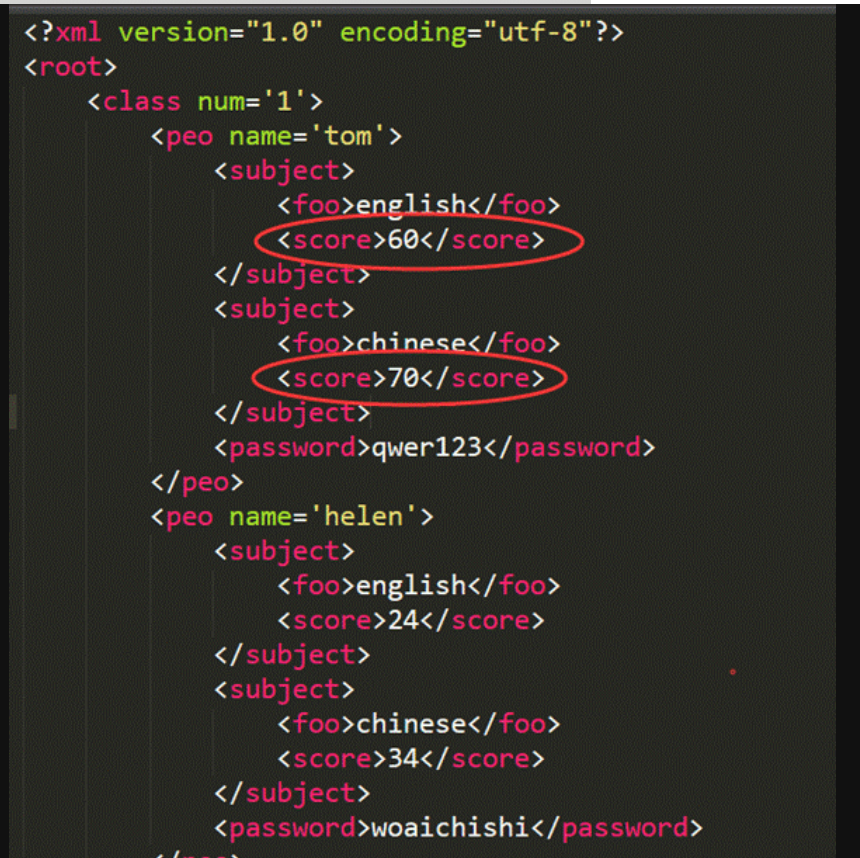 <?xml version="1.0" encoding="utf-8"?>
<root>
    <class num='1'>
        <peo name='tom'>
            <subject>
                <foo>english</foo>
                <score>60</score>
            </subject>
            <subject>
                <foo>chinese</foo>
                <score>70</score>
            </subject>
            <password>qwer123</password>
        </peo>
        <peo name='helen'>
            <subject>
                <foo>english</foo>
                <score>24</score>
            </subject>
            <subject>
                <foo>chinese</foo>
                <score>34</score>
            </subject>
            <password>woaichishi</password>